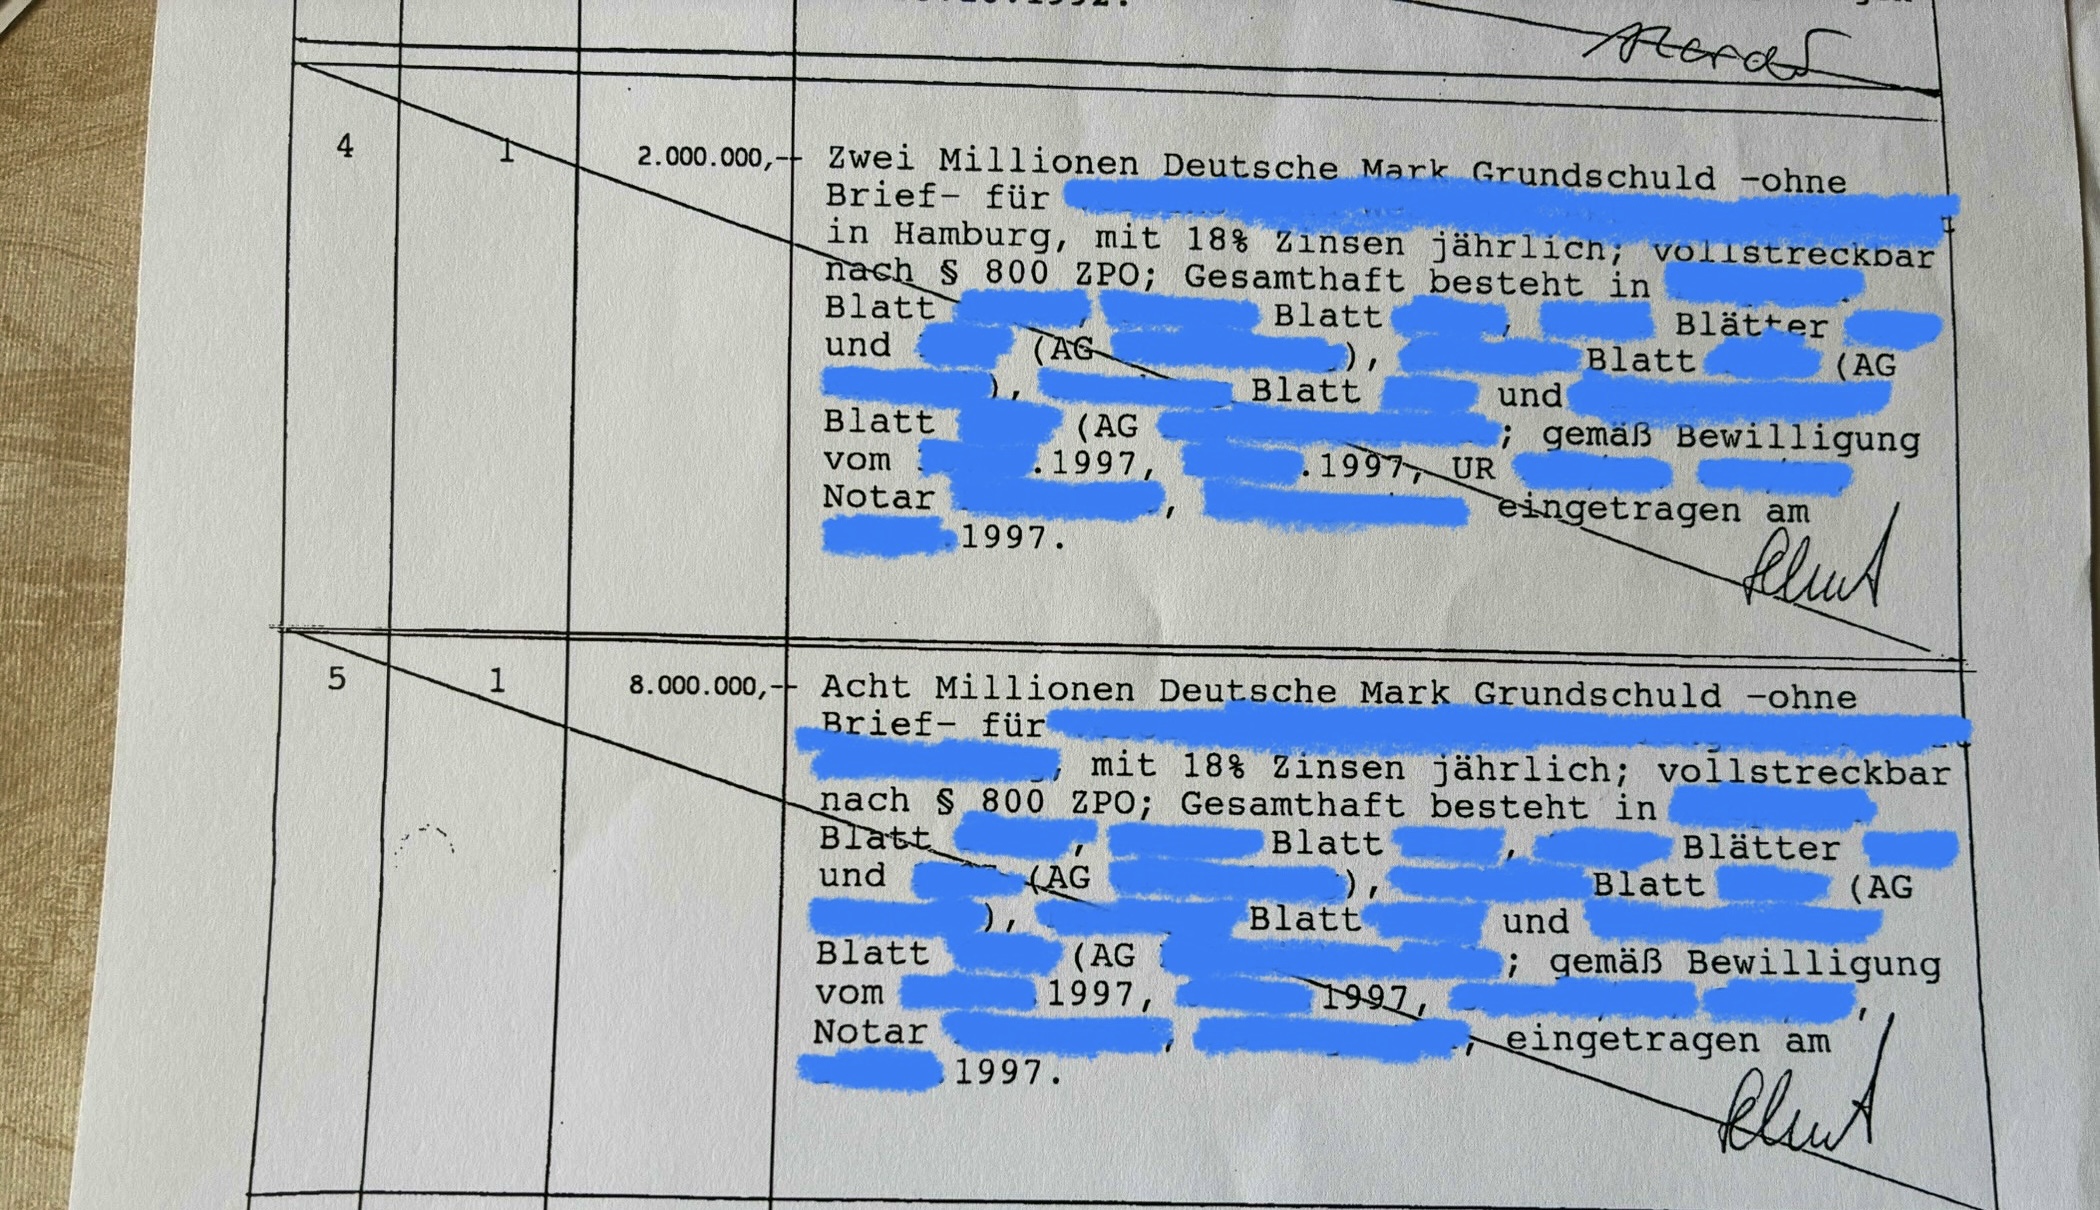 4 1 2.000.000,-- Zwei Millionen Deutsche Mark Grundschuld -ohne
Brief- für
in Hamburg, mit 18% Zinsen jährlich; vollstreckbar
nach § 800 ZPO; Gesamthaft besteht in
Blatt , Blatt , Blätter
und (AG ), Blatt (AG
), Blatt und
Blatt (AG ; gemäß Bewilligung
vom .1997, .1997, UR
Notar , eingetragen am
1997.
5 1 8.000.000,-- Acht Millionen Deutsche Mark Grundschuld -ohne
Brief- für
, mit 18% Zinsen jährlich; vollstreckbar
nach § 800 ZPO; Gesamthaft besteht in
Blatt , Blatt , Blätter
und (AG ), Blatt (AG
), Blatt und
Blatt (AG ; gemäß Bewilligung
vom 1997, 1997, ,
Notar , , eingetragen am
1997.